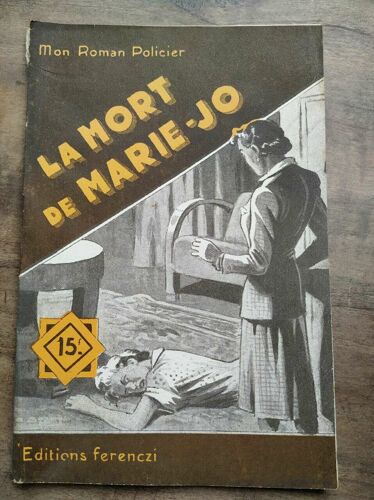 Mon Roman Policier
LA MORT
DE MARIE-JO
15f.
Editions ferenczi